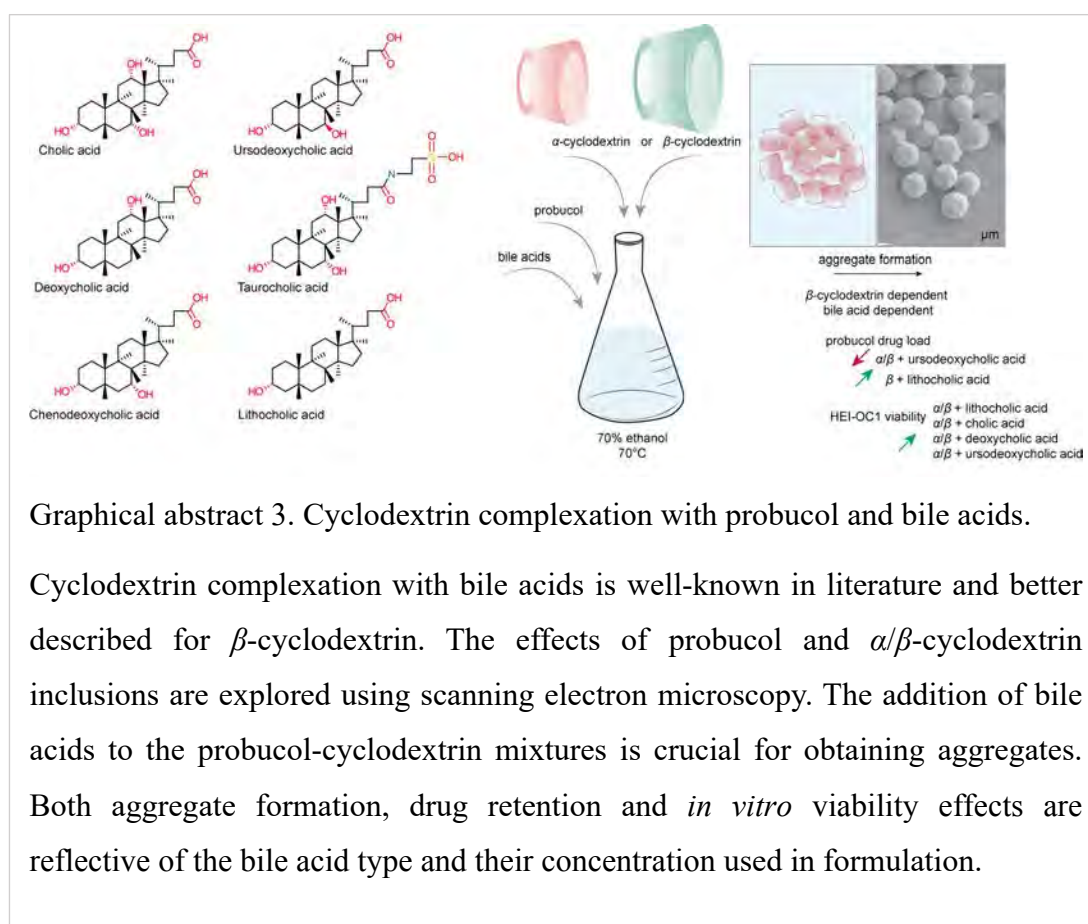 OH
O
OH
HO
OH
Cholic acid
OH
O
HO
OH
Ursodeoxycholic acid
OH
O
OH
HO
Deoxycholic acid
O
S
OH
O
N
O
OH
HO
OH
Taurocholic acid
OH
O
HO
OH
Chenodeoxycholic acid
OH
O
HO
Lithocholic acid
α-cyclodextrin or β-cyclodextrin
probucol
bile acids
70% ethanol
70°C
μm
aggregate formation
β-cyclodextrin dependent
bile acid dependent
probucol drug load
α/β + ursodeoxycholic acid
β + lithocholic acid
HEI-OC1 viability
α/β + lithocholic acid
α/β + cholic acid
α/β + deoxycholic acid
α/β + ursodeoxycholic acid
Graphical abstract 3. Cyclodextrin complexation with probucol and bile acids.
Cyclodextrin complexation with bile acids is well-known in literature and better
described for β-cyclodextrin. The effects of probucol and α/β-cyclodextrin
inclusions are explored using scanning electron microscopy. The addition of bile
acids to the probucol-cyclodextrin mixtures is crucial for obtaining aggregates.
Both aggregate formation, drug retention and in vitro viability effects are
reflective of the bile acid type and their concentration used in formulation.